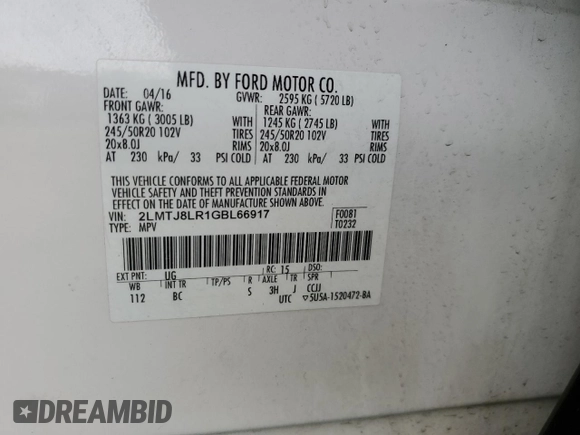 MFD. BY FORD MOTOR CO.
DATE: 04/16 GVWR: 2595 KG ( 5720 LB)
FRONT GAWR: REAR GAWR:
1363 KG ( 3005 LB) WITH 1245 KG ( 2745 LB) WITH
245/50R20 102V TIRES 245/50R20 102V TIRES
20x8.0J RIMS 20x8.0J RIMS
AT 230 kPa/ 33 PSI COLD AT 230 kPa/ 33 PSI COLD
THIS VEHICLE CONFORMS TO ALL APPLICABLE FEDERAL MOTOR
VEHICLE SAFETY AND THEFT PREVENTION STANDARDS IN
EFFECT ON THE DATE OF MANUFACTURE SHOWN ABOVE.
VIN: 2LMTJ8LR1GBL66917 F0081
TYPE: MPV T0232
EXT PNT: UG RC: 15 DSO:
WB INT TR TP/PS R AXLE TR SPR
112 BC S 3H J CCJJ
UTC ▽5U5A-1520472-BA
DREAMBID